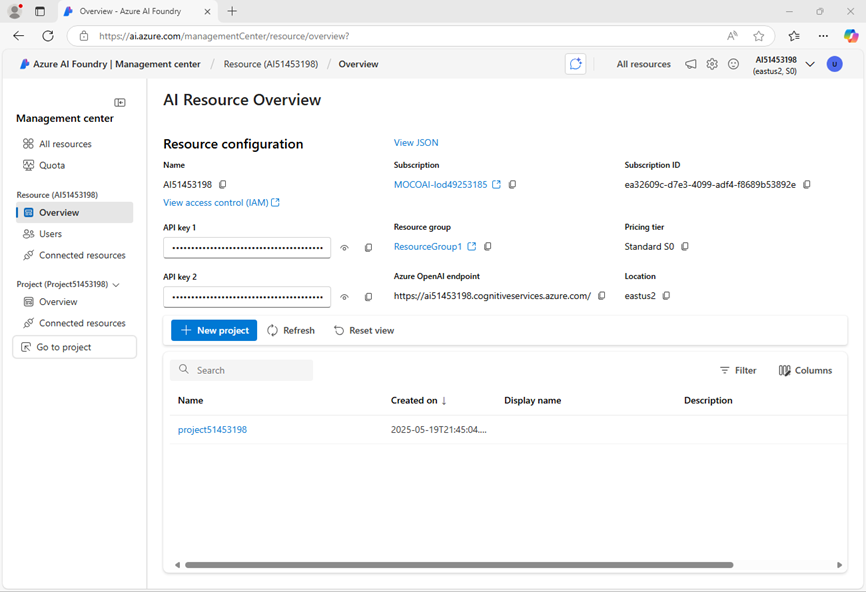 Overview - Azure AI Foundry
https://ai.azure.com/managementCenter/resource/overview?
Azure AI Foundry | Management center / Resource (AI51453198) / Overview
All resources
AI51453198
(eastus2, S0)
U
Management center
All resources
Quota
Resource (AI51453198)
Overview
Users
Connected resources
Project (Project51453198)
Overview
Connected resources
Go to project
AI Resource Overview
Resource configuration
View JSON
Name
Subscription
Subscription ID
AI51453198
MOCOAI-lod49253185
ea32609c-d7e3-4099-adf4-f8689b53892e
View access control (IAM)
API key 1
Resource group
Pricing tier
ResourceGroup1
Standard S0
API key 2
Azure OpenAI endpoint
Location
https://ai51453198.cognitiveservices.azure.com/
eastus2
New project
Refresh
Reset view
Search
Filter
Columns
Name
Created on ↓
Display name
Description
project51453198
2025-05-19T21:45:04....